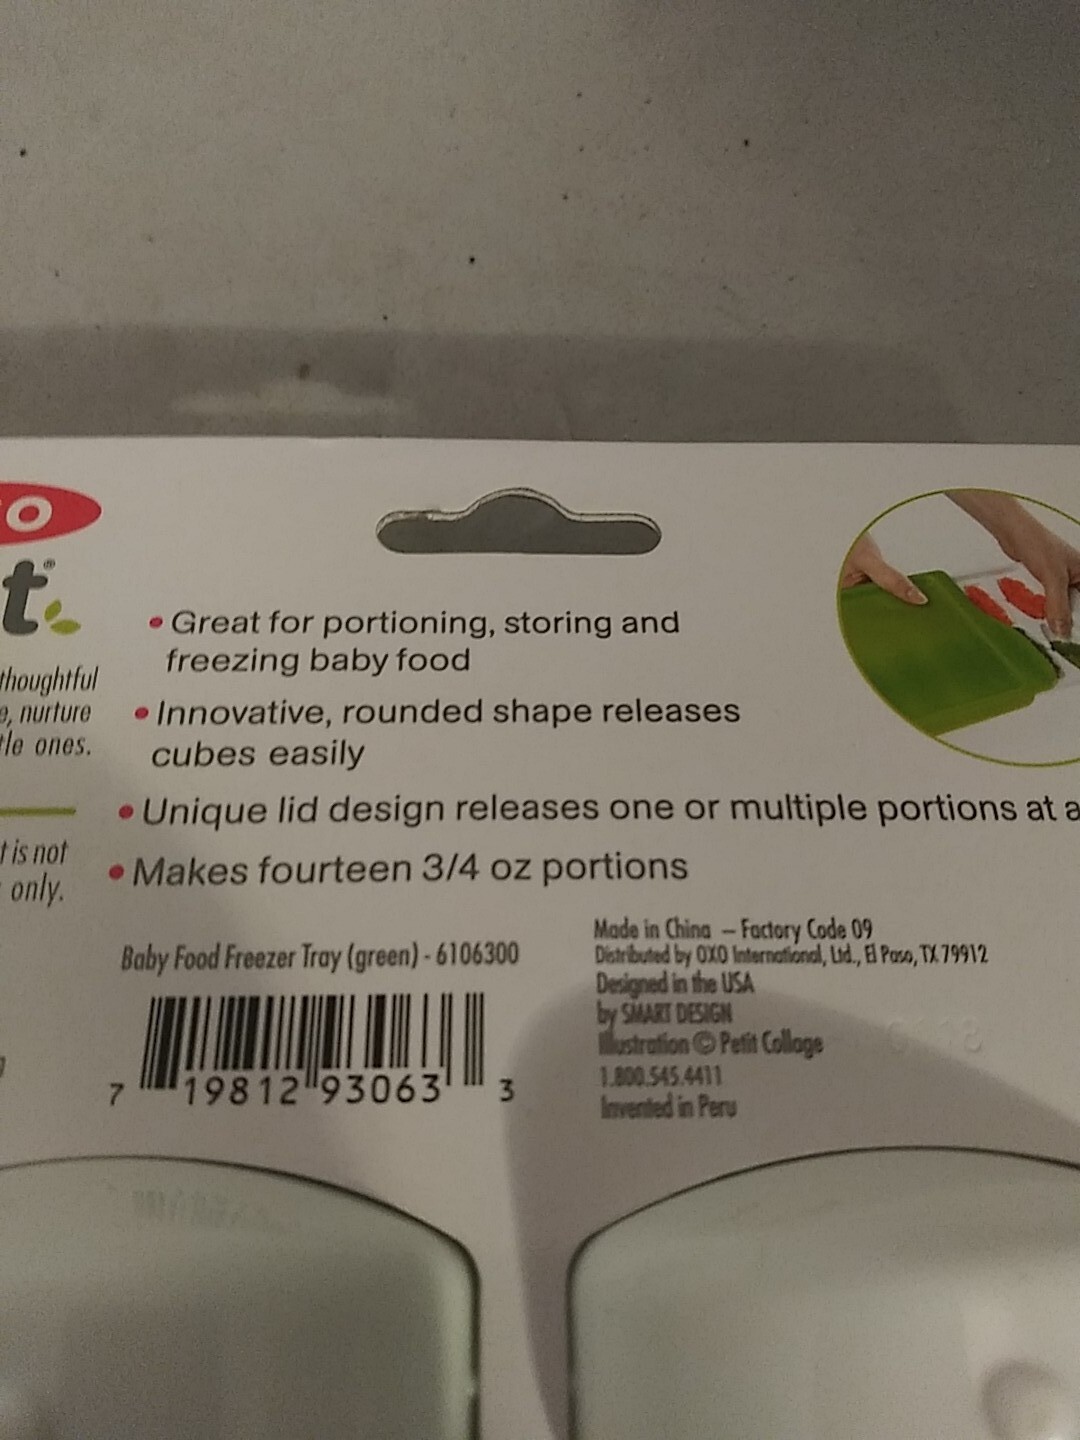 O
t®
thoughtful
e, nurture
tle ones.
t is not
only.
• Great for portioning, storing and
freezing baby food
• Innovative, rounded shape releases
cubes easily
• Unique lid design releases one or multiple portions at a
• Makes fourteen 3/4 oz portions
Baby Food Freezer Tray (green) - 6106300
7 19812 93063 3
Made in China – Factory Code 09
Distributed by OXO International, Ltd., El Paso, TX 79912
Designed in the USA
by SMART DESIGN
Illustration © Petit Collage
1.800.545.4411
Invented in Peru